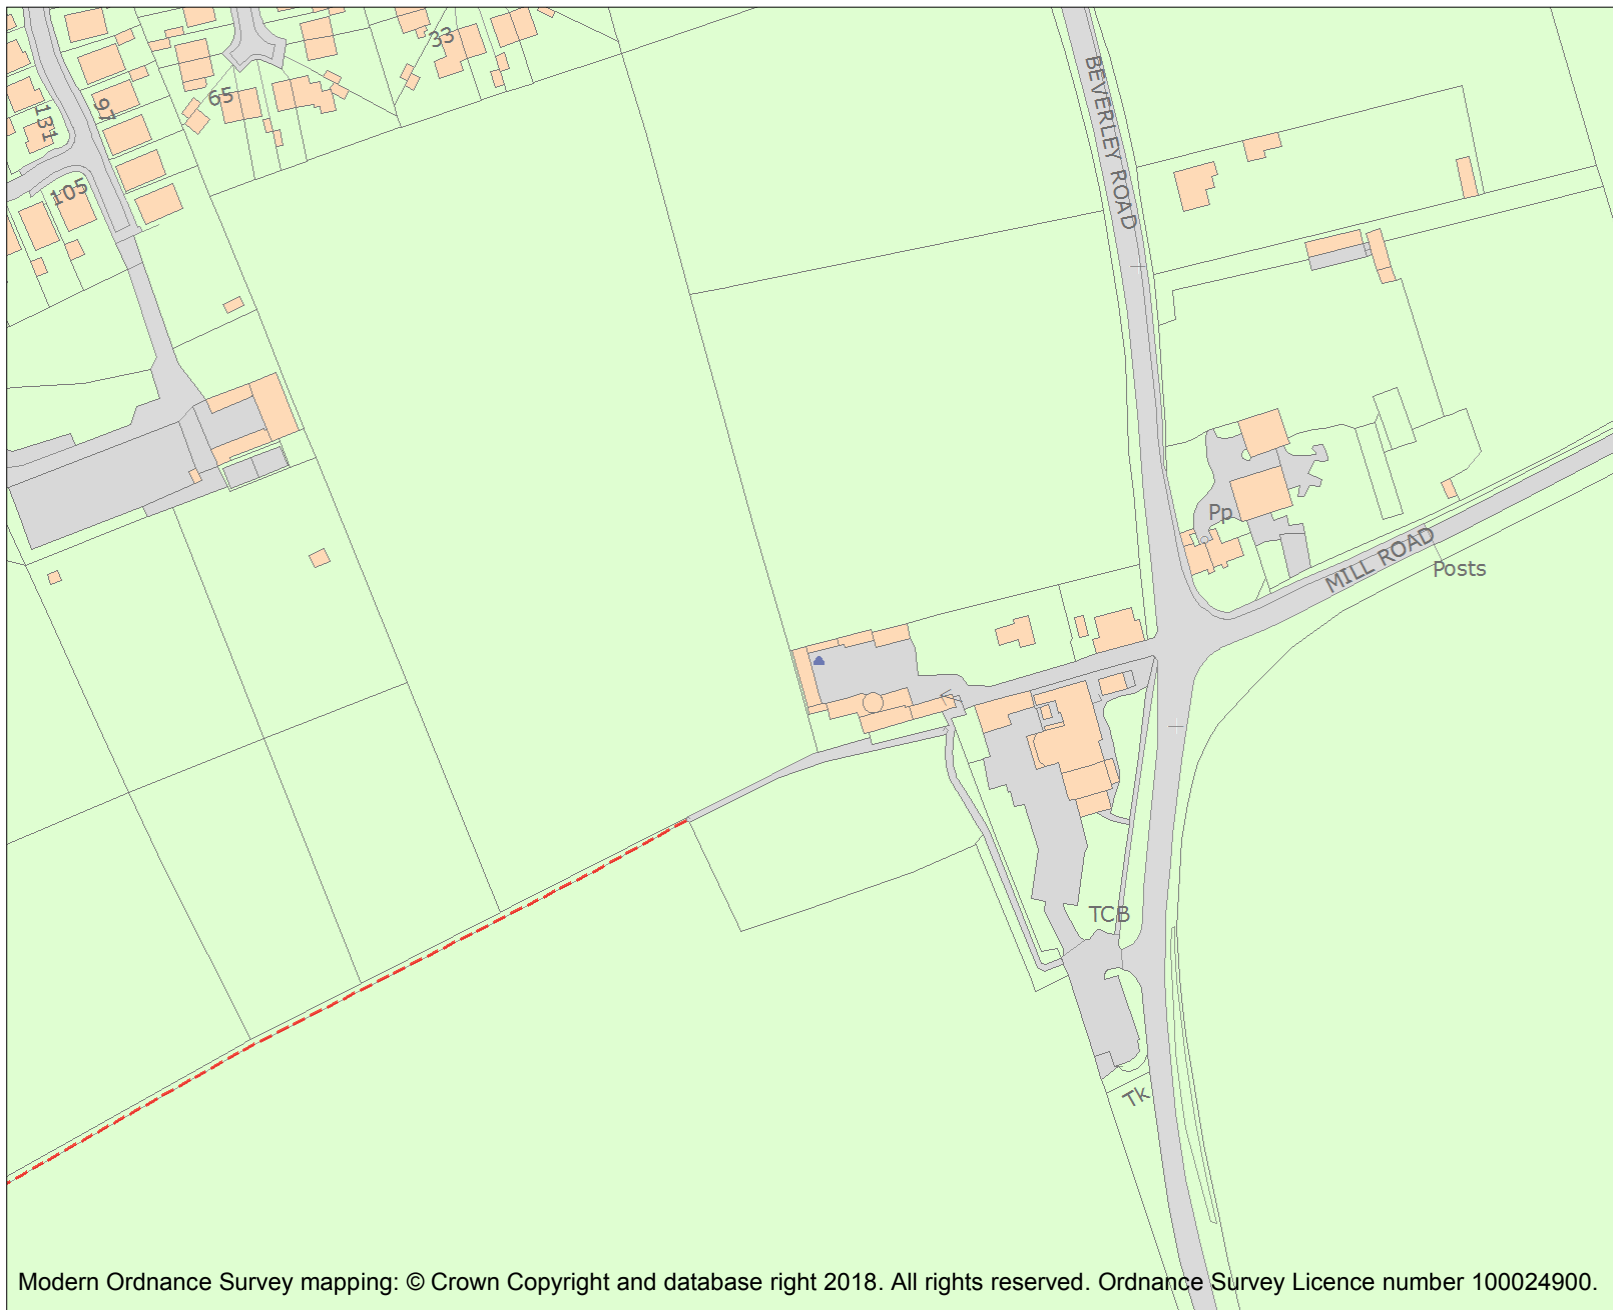 33
65
97
131
105
BEVERLEY ROAD
Pp
MILL ROAD
Posts
TCB
Tk
Modern Ordnance Survey mapping: © Crown Copyright and database right 2018. All rights reserved. Ordnance Survey Licence number 100024900.